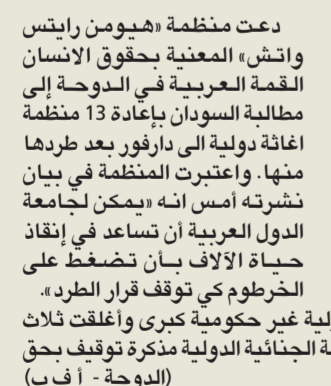 دعت منظمة «هيومن رايتس
واتش» المعنية بحقوق الانسان
القمة العربية في الدوحة إلى
مطالبة السودان بإعادة 13 منظمة
اغاثة دولية الى دارفور بعد طردها
منها. واعتبرت المنظمة في بيان
نشرته أمس انه «يمكن لجامعة
الدول العربية أن تساعد في إنقاذ
حياة الآلاف بأن تضغط على
الخرطوم كي توقف قرار الطرد».
ولية غير حكومية كبرى وأغلقت ثلاث
ة الجنائية الدولية مذكرة توقيف بحق
(الدوحة - أ ف ب)